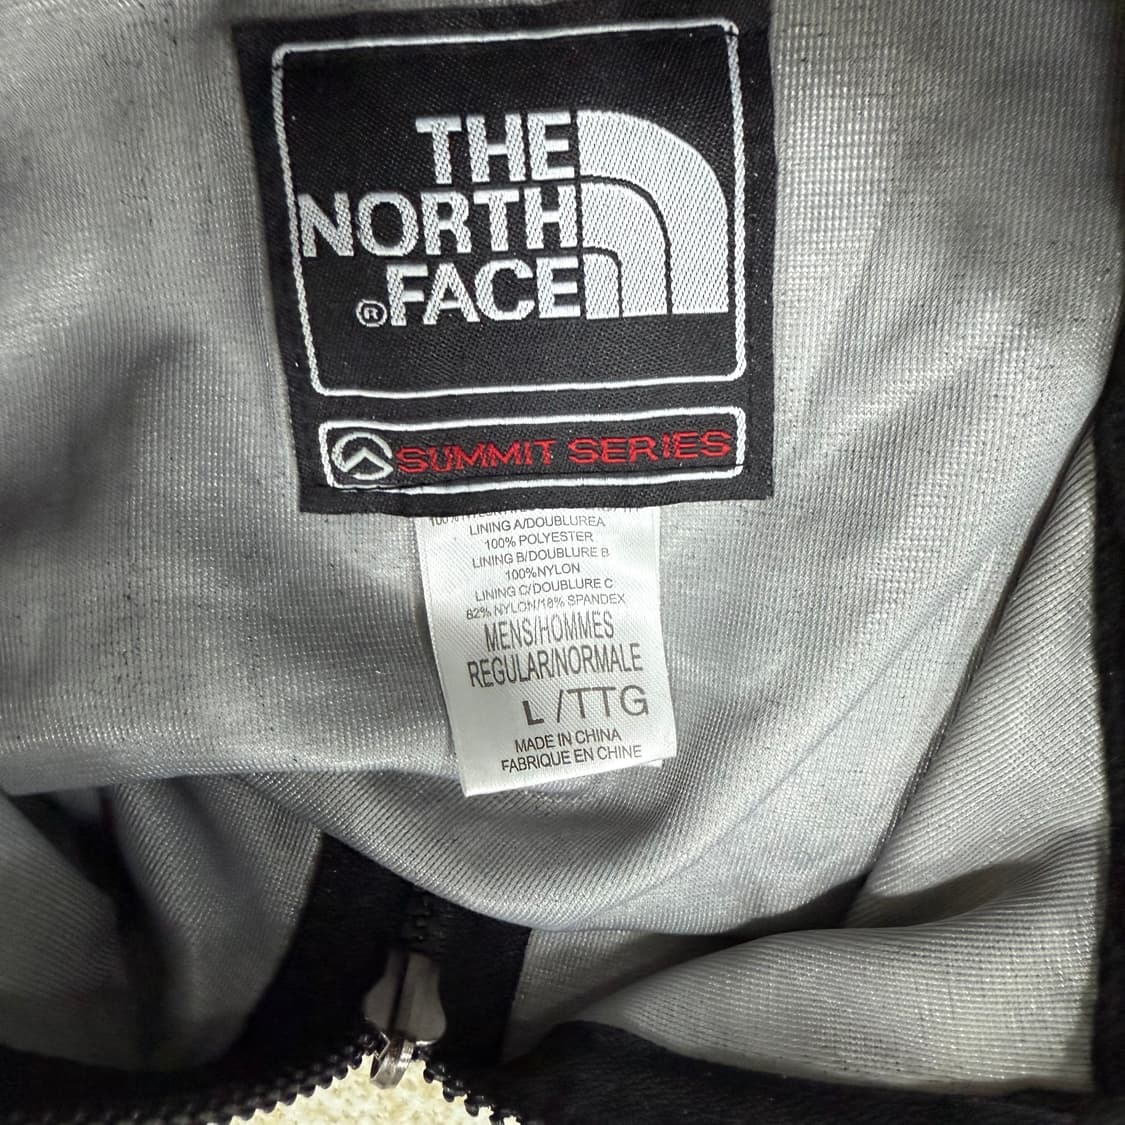 THE
NORTH
FACE
®
SUMMIT SERIES
LINING A/DOUBLUREA
100% POLYESTER
LINING B/DOUBLURE B
100%NYLON
LINING C/DOUBLURE C
82% NYLON/18% SPANDEX
MENS/HOMMES
REGULAR/NORMALE
L /TTG
MADE IN CHINA
FABRIQUE EN CHINE